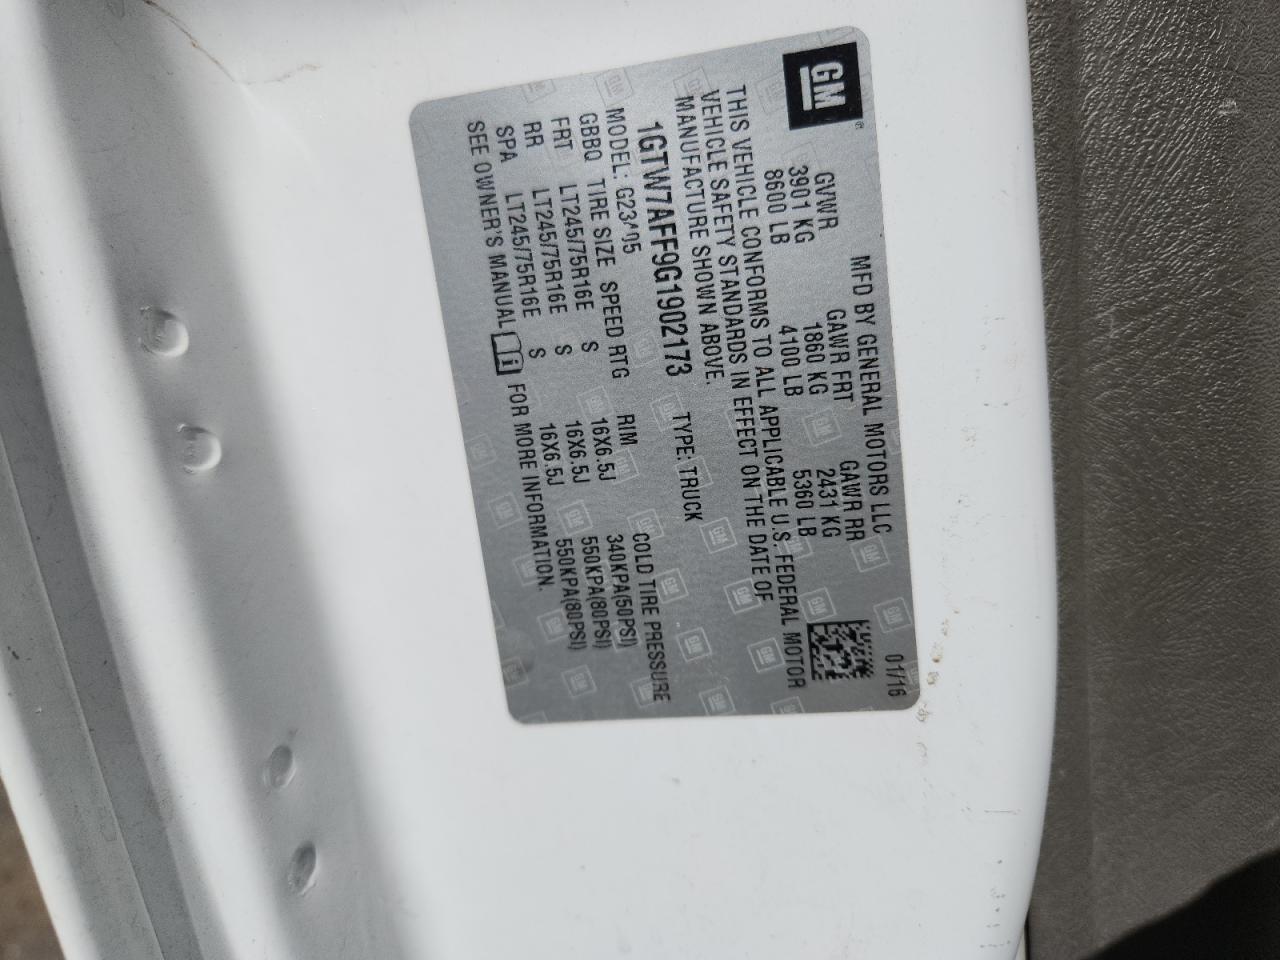 GM
MFD BY GENERAL MOTORS LLC 01/16
GVWR GAWR FRT GAWR RR
3901 KG 1860 KG 2431 KG
8600 LB 4100 LB 5360 LB
THIS VEHICLE CONFORMS TO ALL APPLICABLE U.S. FEDERAL MOTOR
VEHICLE SAFETY STANDARDS IN EFFECT ON THE DATE OF
MANUFACTURE SHOWN ABOVE.
1GTW7AFF9G1902173 TYPE: TRUCK
MODEL:
GBBQ TIRE SIZE SPEED RTG RIM COLD TIRE PRESSURE
FRT LT245/75R16E S 16X6.5J 340KPA(50PSI)
RR LT245/75R16E S 16X6.5J 550KPA(80PSI)
SPA LT245/75R16E S 16X6.5J 550KPA(80PSI)
SEE OWNER'S MANUAL i FOR MORE INFORMATION.